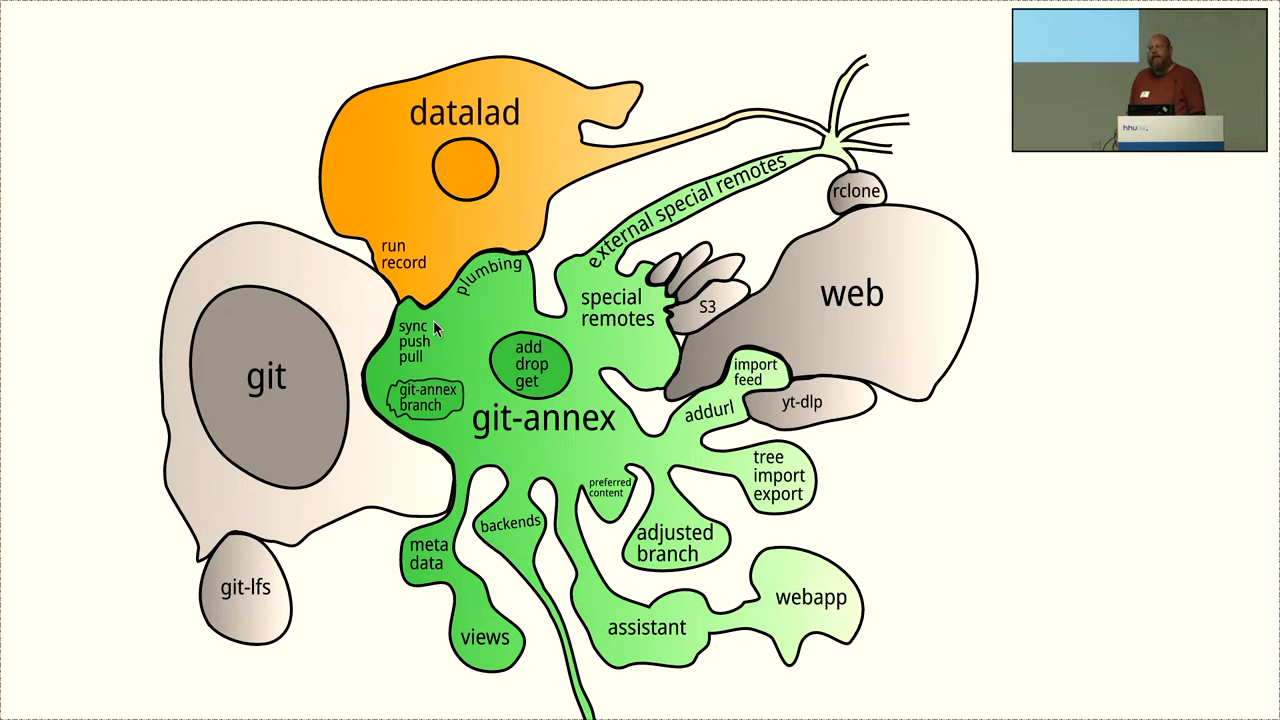 datalad
run
record
plumbing
external special remotes
rclone
special
remotes
S3
web
sync
push
pull
git-annex
branch
add
drop
get
git-annex
git
import
feed
addurl
yt-dlp
tree
import
export
preferred
content
adjusted
branch
backends
meta
data
views
assistant
webapp
git-lfs
hhu